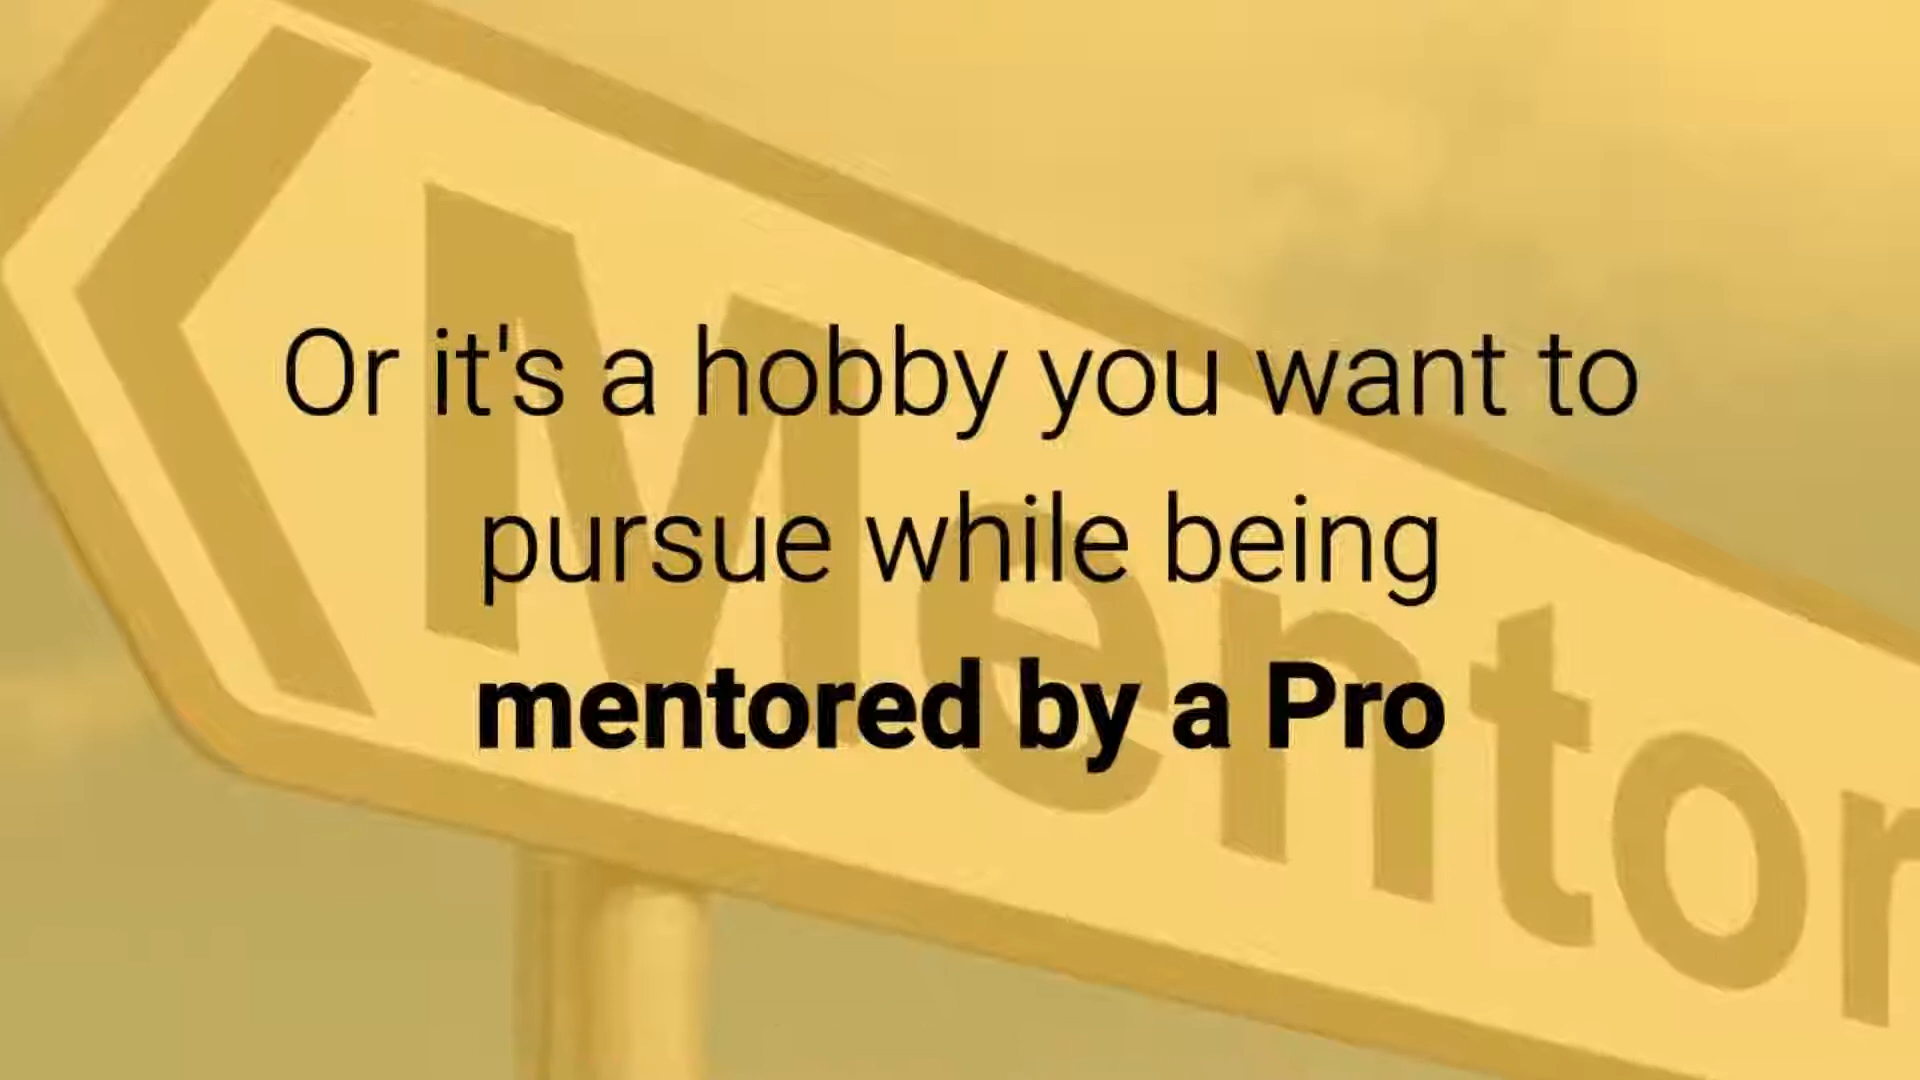 Or it's a hobby you want to
pursue while being
mentored by a Pro
Mentor